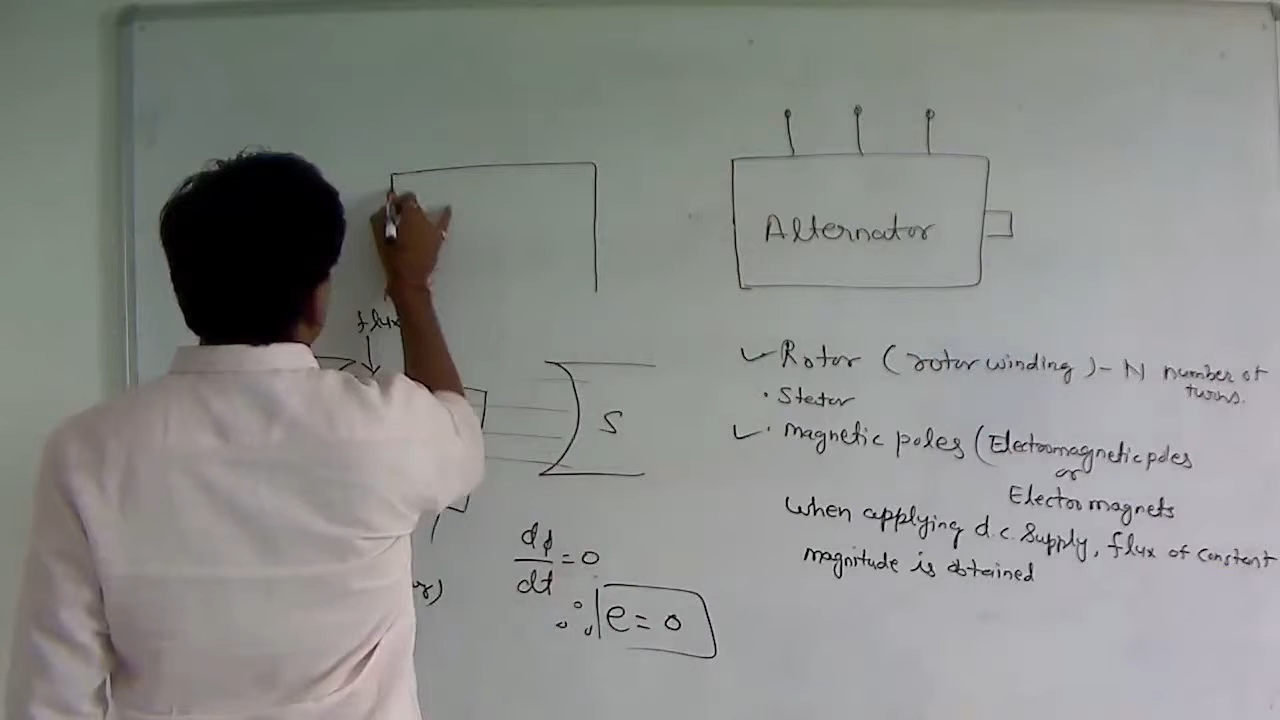 Alternator
flux
S
✓ Rotor (rotor winding) - N number of
turns.
· Stator
✓ · magnetic poles (Electromagnetic poles
or
Electromagnets
When applying d.c. supply, flux of constant
magnitude is obtained
dϕ/dt = 0
∴ e = 0